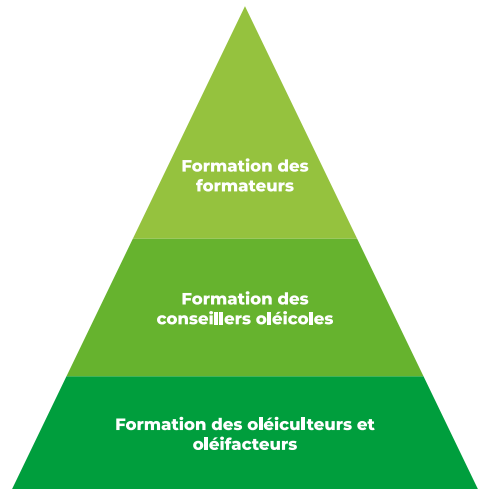 Formation des
formateurs
Formation des
conseillers oléicoles
Formation des oléiculteurs et
oléifacteurs